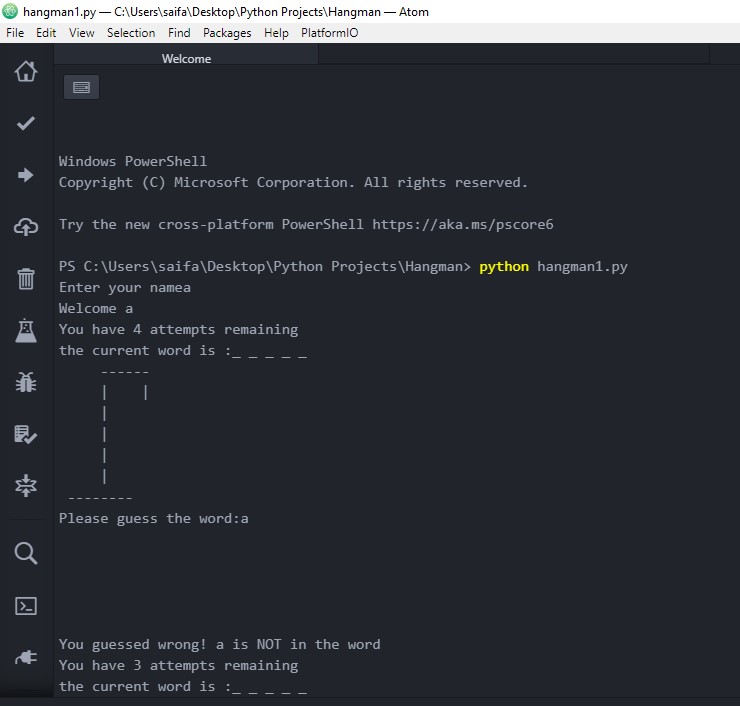 hangman1.py — C:\Users\saifa\Desktop\Python Projects\Hangman — Atom
File Edit View Selection Find Packages Help PlatformIO
Welcome
Windows PowerShell
Copyright (C) Microsoft Corporation. All rights reserved.
Try the new cross-platform PowerShell https://aka.ms/pscore6
PS C:\Users\saifa\Desktop\Python Projects\Hangman> python hangman1.py
Enter your namea
Welcome a
You have 4 attempts remaining
the current word is :_ _ _ _ _
     ------
     |    |
     |
     |
     |
     |
 --------
Please guess the word:a
You guessed wrong! a is NOT in the word
You have 3 attempts remaining
the current word is :_ _ _ _ _